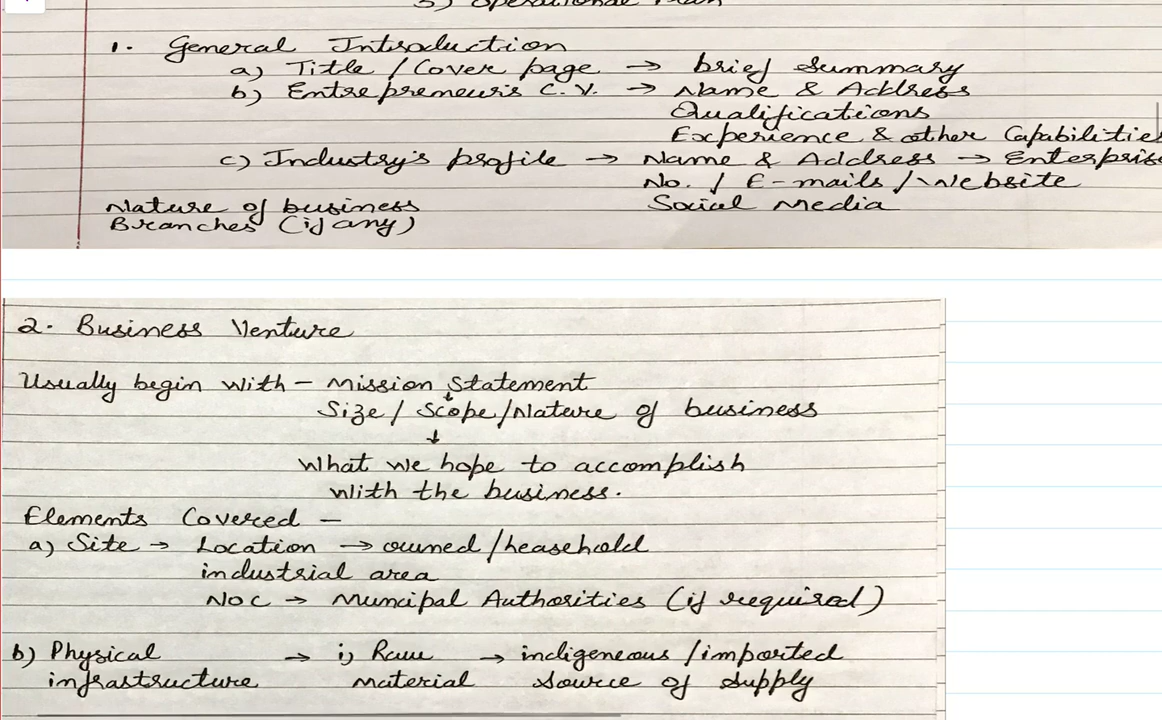 5) Operational Plan
1. General Introduction
a) Title / Cover page → brief Summary
b) Entrepreneur's C.V. → Name & Address
Qualifications
Experience & other Capabilities
c) Industry's profile → Name & Address → Enterprise
No. / E-mails / Website
Nature of business Social Media
Branches (if any)
2. Business Venture
Usually begin with – Mission Statement
↓
Size / Scope / Nature of business
↓
What we hope to accomplish
with the business.
Elements Covered –
a) Site → Location → owned / leasehold
industrial area
NOC → Muncipal Authorities (if required)
b) Physical → i) Raw → indigeneous / imported
infrastructure material source of supply